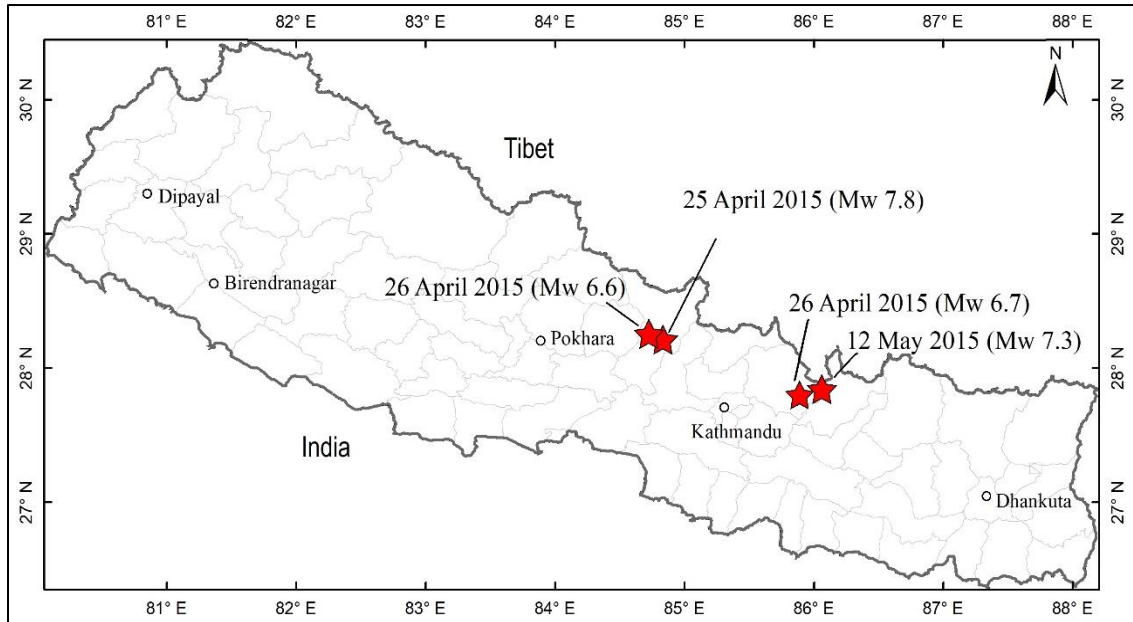 81° E 82° E 83° E 84° E 85° E 86° E 87° E 88° E
N
30° N 30° N
Tibet
Dipayal
25 April 2015 (Mw 7.8)
29° N 29° N
Birendranagar
26 April 2015 (Mw 6.6)
26 April 2015 (Mw 6.7)
Pokhara
12 May 2015 (Mw 7.3)
28° N 28° N
Kathmandu
India
Dhankuta
27° N 27° N
81° E 82° E 83° E 84° E 85° E 86° E 87° E 88° E